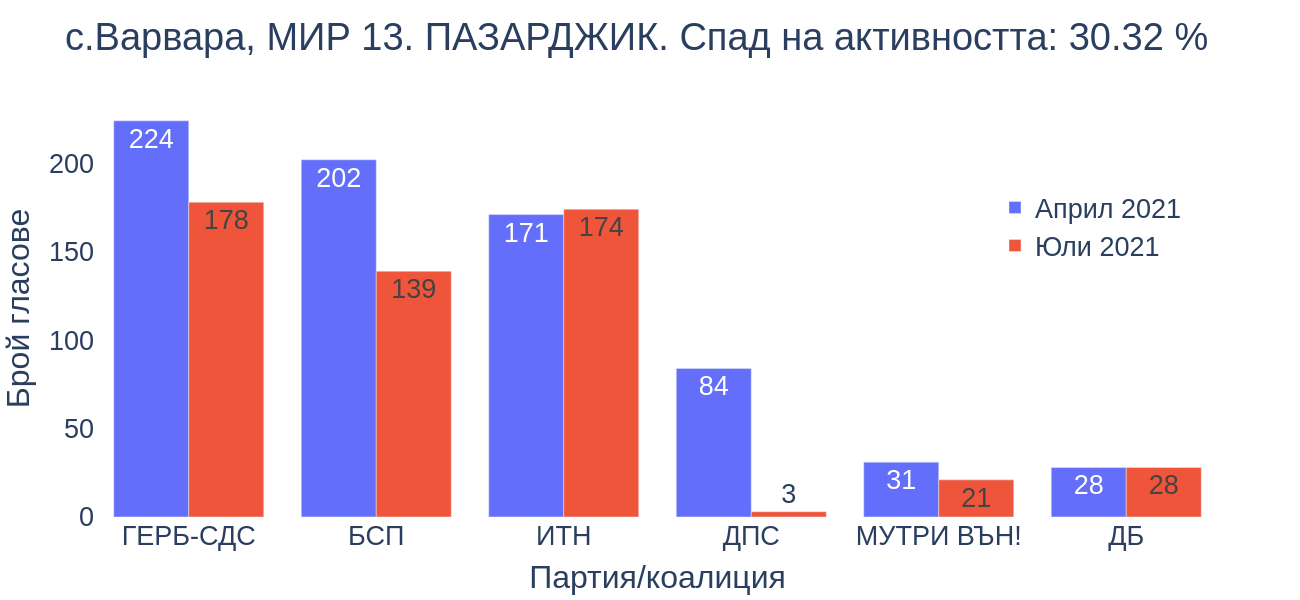 с.Варвара, МИР 13. ПАЗАРДЖИК. Спад на активността: 30.32 %
Брой гласове
200
150
100
50
0
224
178
202
139
171
174
84
3
31
21
28
28
Април 2021
Юли 2021
ГЕРБ-СДС
БСП
ИТН
ДПС
МУТРИ ВЪН!
ДБ
Партия/коалиция